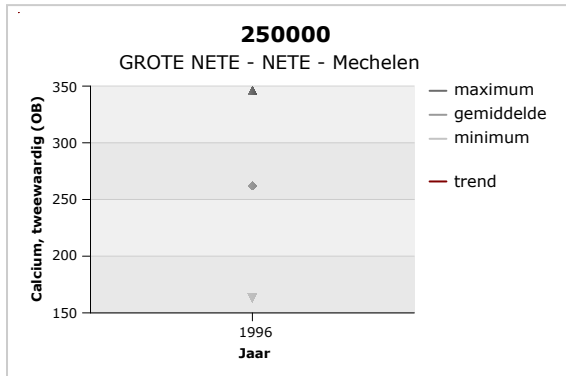 250000
GROTE NETE - NETE - Mechelen
Calcium, tweewaardig (OB)
350
300
250
200
150
1996
Jaar
maximum
gemiddelde
minimum
trend